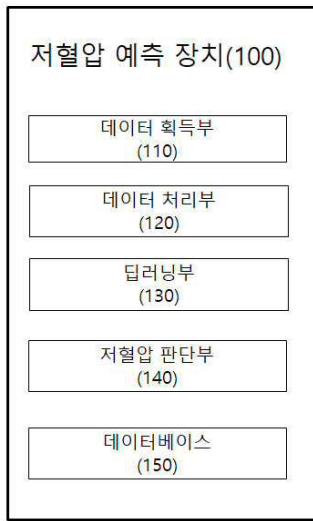 저혈압 예측 장치(100)
데이터 획득부
(110)
데이터 처리부
(120)
딥러닝부
(130)
저혈압 판단부
(140)
데이터베이스
(150)